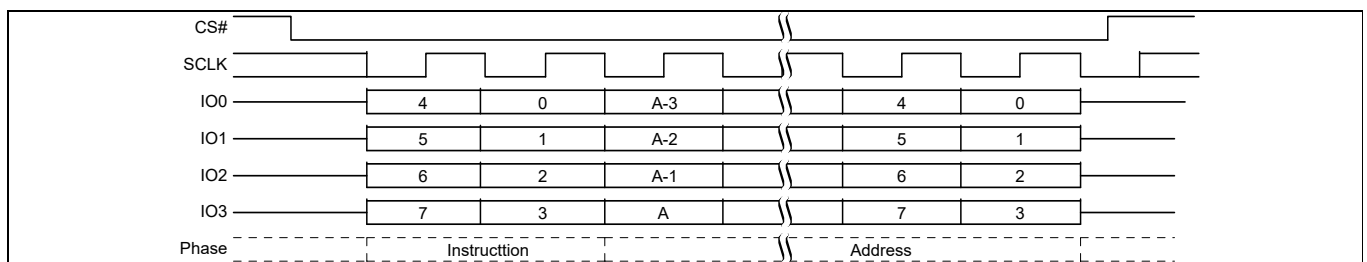 CS#
SCLK
IO0 4 0 A-3 4 0
IO1 5 1 A-2 5 1
IO2 6 2 A-1 6 2
IO3 7 3 A 7 3
Phase Instructtion Address